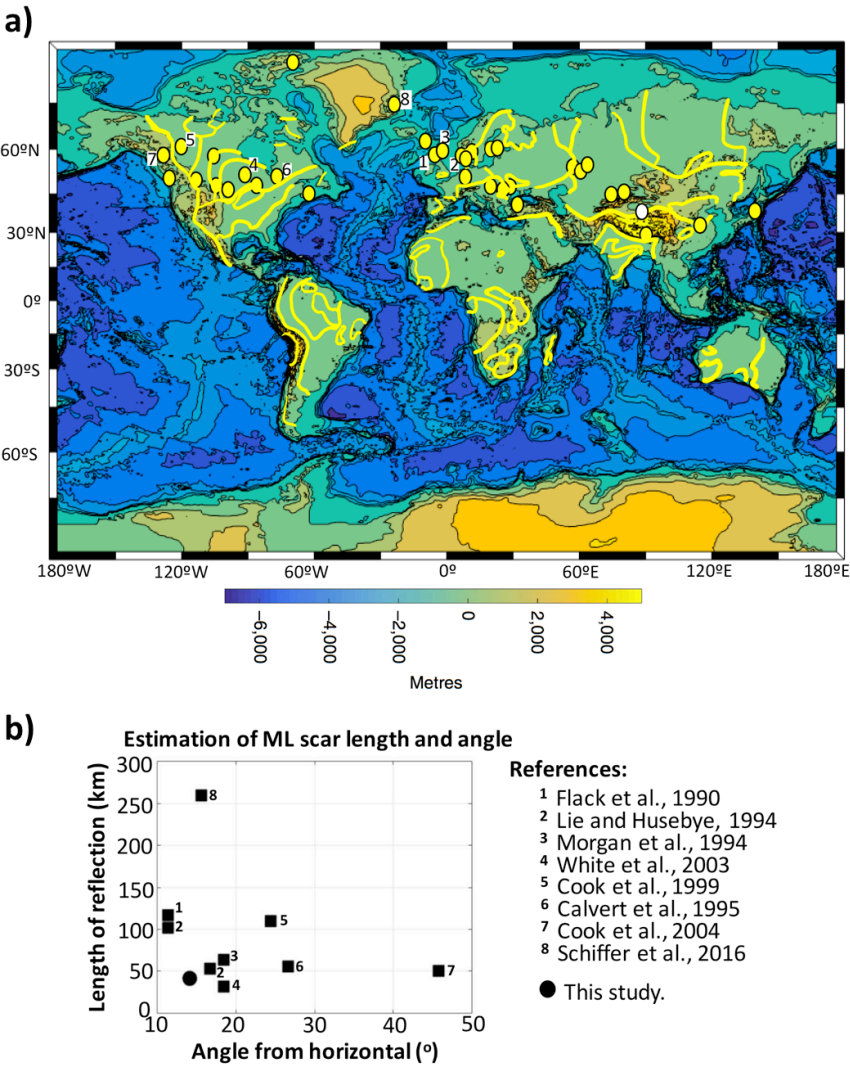 a)
8
3
5
7
4
6
1
2
60ºN
30ºN
0º
30ºS
60ºS
180ºW
120ºW
60ºW
0º
60ºE
120ºE
180ºE
-6,000
-4,000
-2,000
0
2,000
4,000
Metres
b)
Estimation of ML scar length and angle
Length of reflection (km)
300
250
200
150
100
50
0
8
1
2
5
3
2
4
6
7
10
20
30
40
50
Angle from horizontal (º)
References:
1 Flack et al., 1990
2 Lie and Husebye, 1994
3 Morgan et al., 1994
4 White et al., 2003
5 Cook et al., 1999
6 Calvert et al., 1995
7 Cook et al., 2004
8 Schiffer et al., 2016
This study.